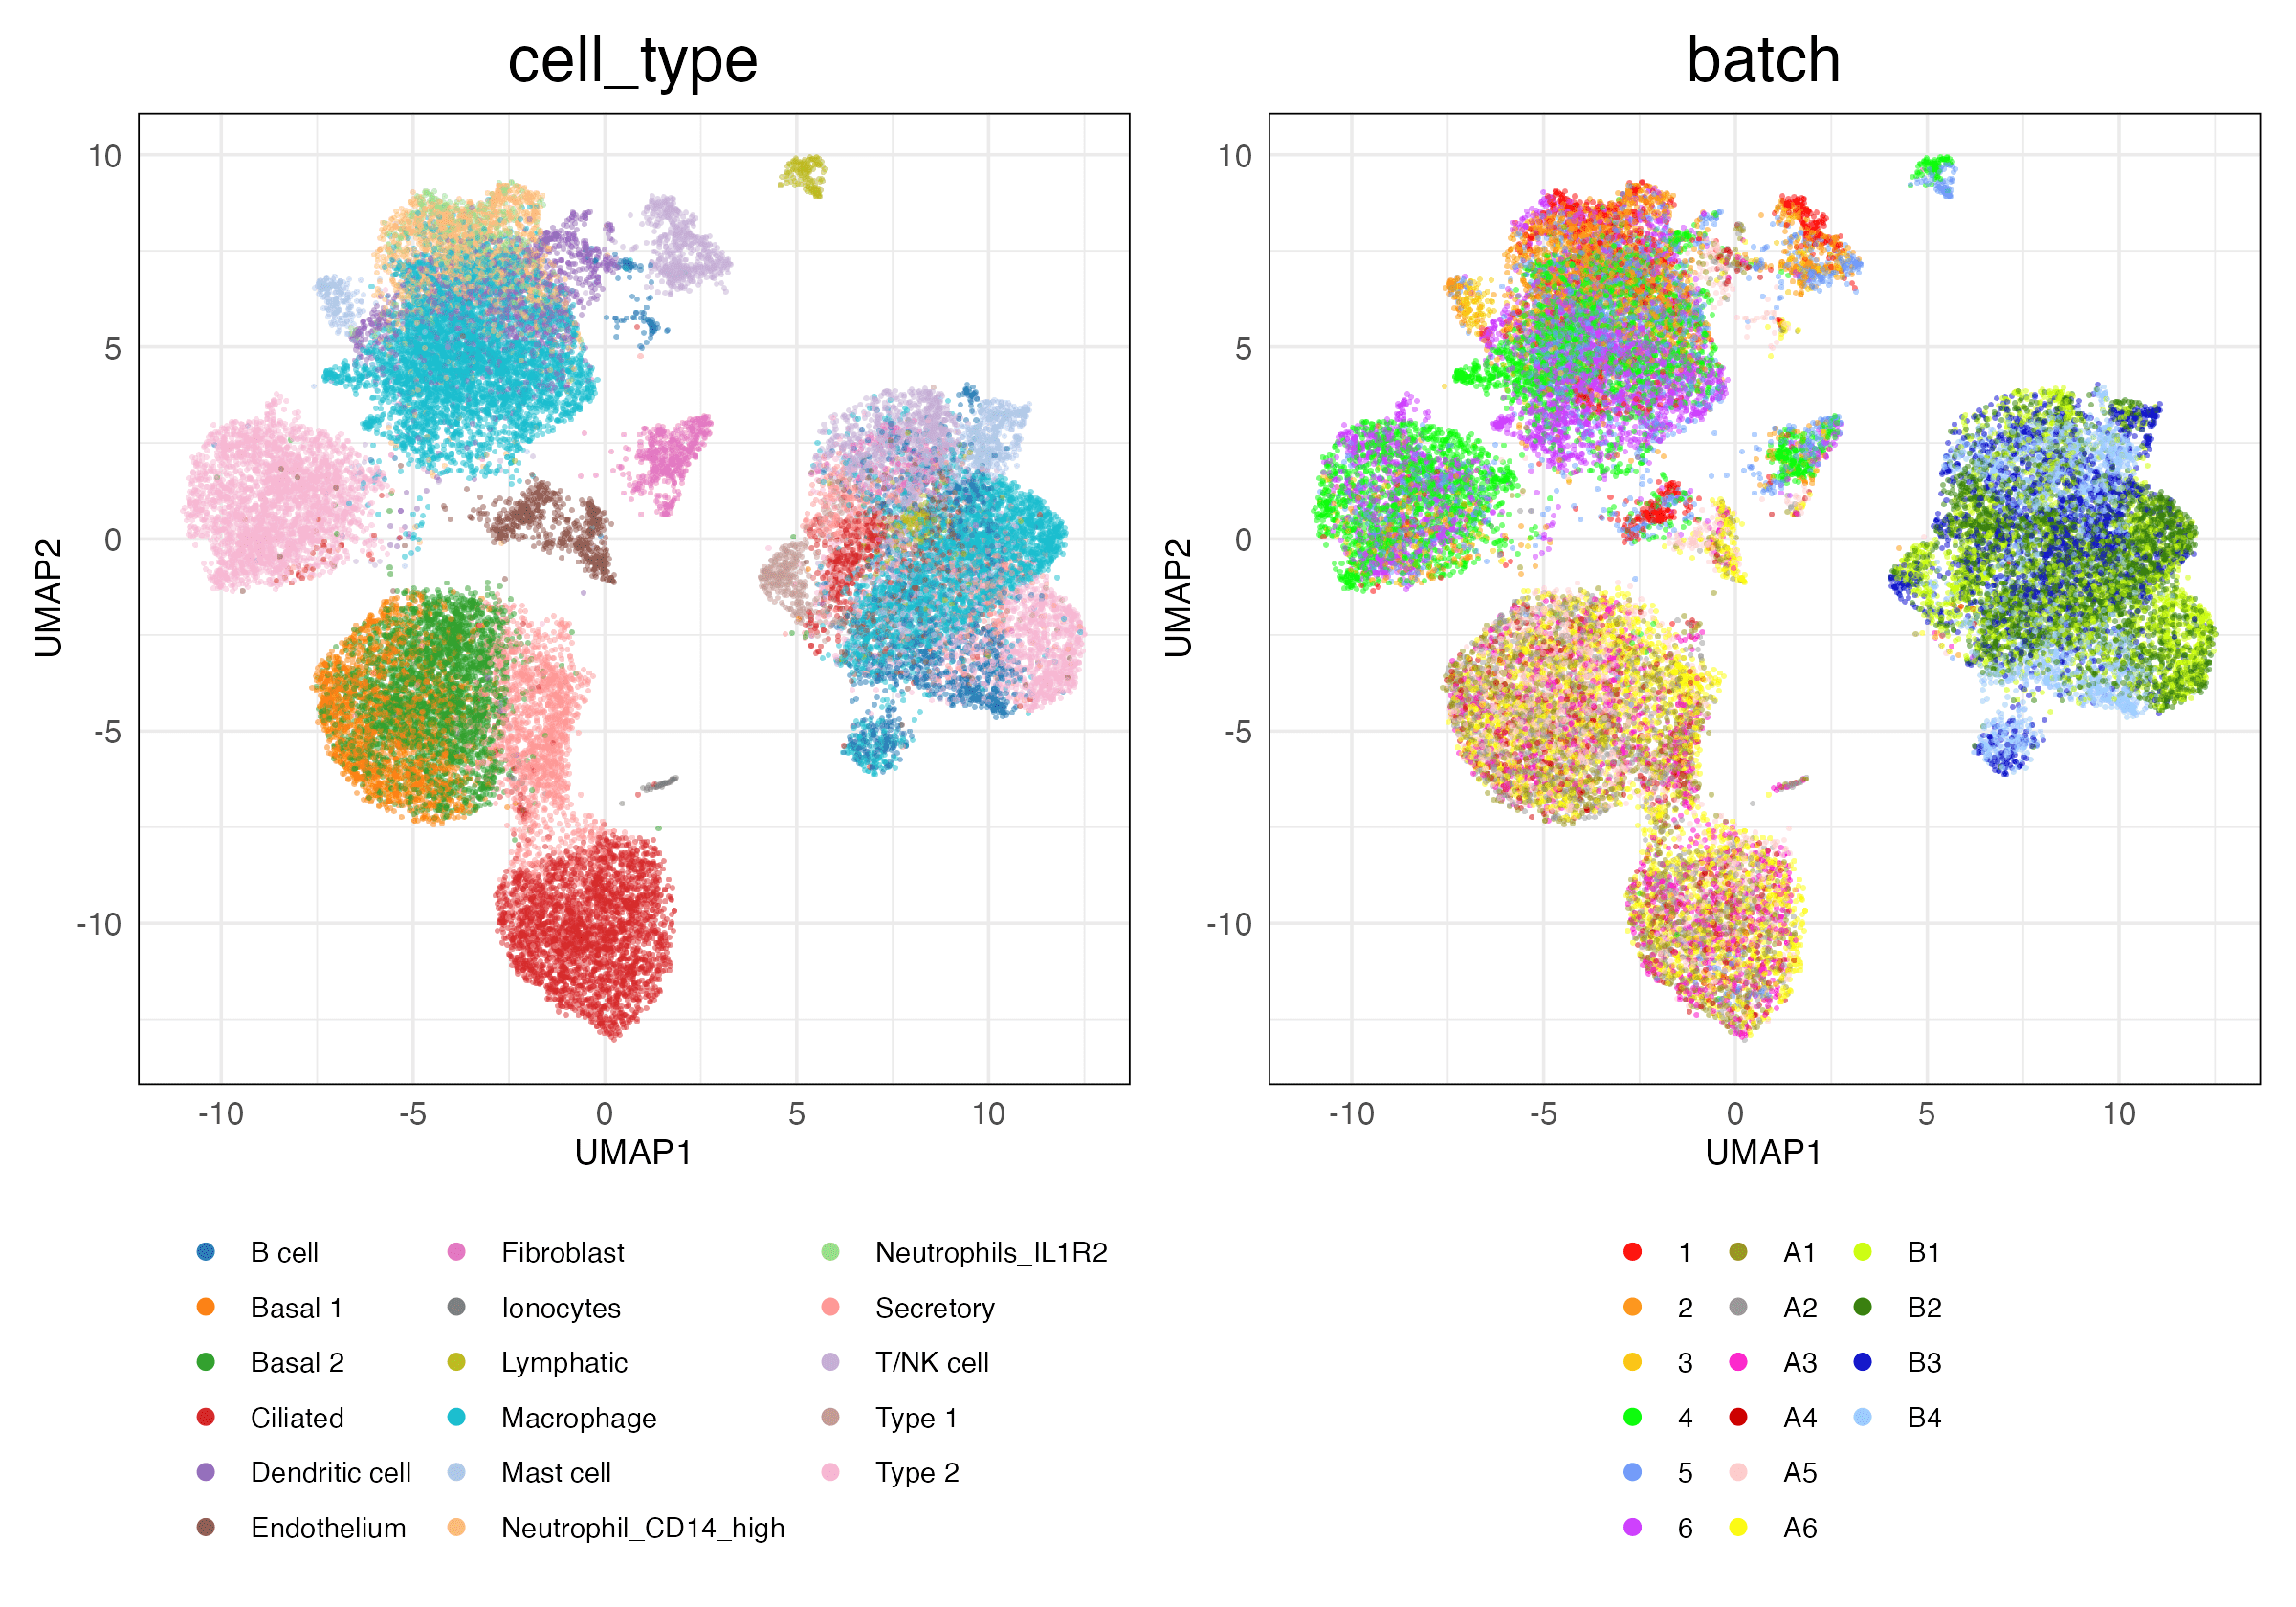 cell_type
batch
10
5
0
-5
-10
UMAP2
-10
-5
0
5
10
UMAP1
10
5
0
-5
-10
UMAP2
-10
-5
0
5
10
UMAP1
B cell
Basal 1
Basal 2
Ciliated
Dendritic cell
Endothelium
Fibroblast
Ionocytes
Lymphatic
Macrophage
Mast cell
Neutrophil_CD14_high
Neutrophils_IL1R2
Secretory
T/NK cell
Type 1
Type 2
1
2
3
4
5
6
A1
A2
A3
A4
A5
A6
B1
B2
B3
B4